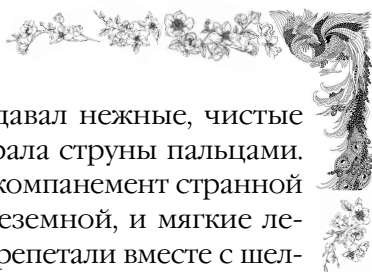 давал нежные, чистые
рала струны пальцами.
компанемент странной
еземной, и мягкие ле-
репетали вместе с шел-